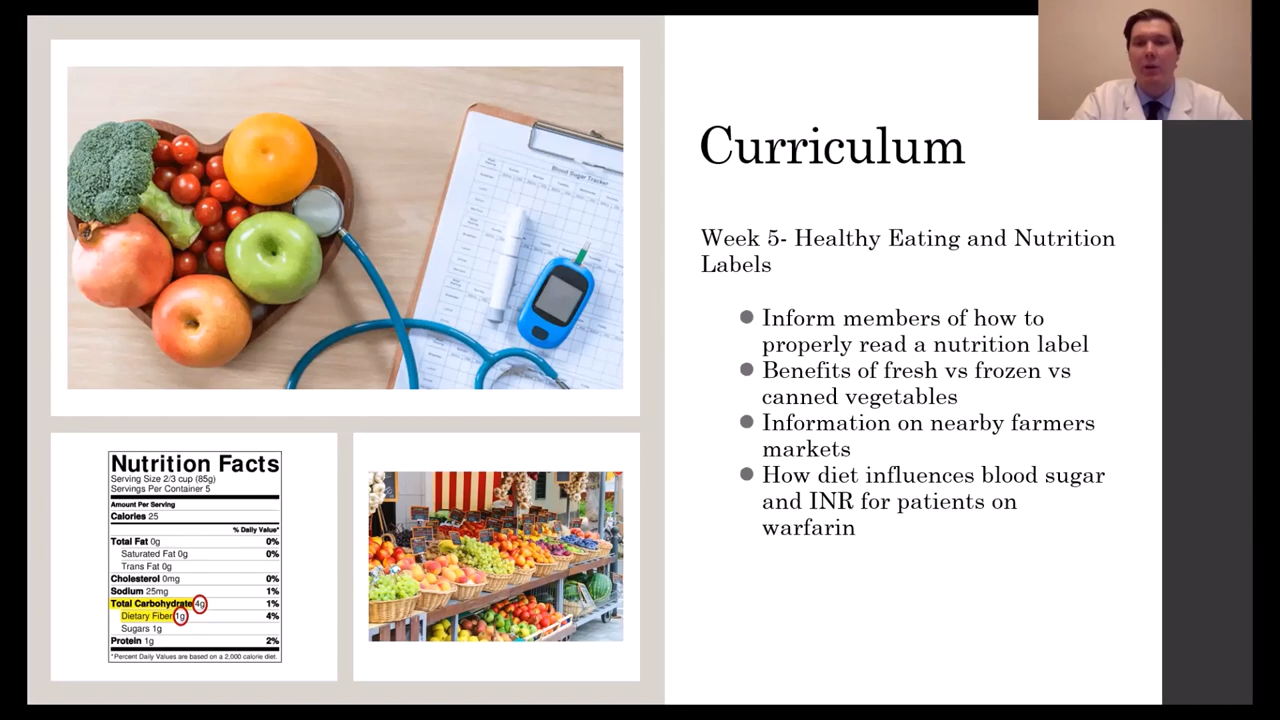 Curriculum
Week 5- Healthy Eating and Nutrition
Labels
Inform members of how to
properly read a nutrition label
Benefits of fresh vs frozen vs
canned vegetables
Information on nearby farmers
markets
How diet influences blood sugar
and INR for patients on
warfarin
Blood Sugar Tracker
Nutrition Facts
Serving Size 2/3 cup (85g)
Servings Per Container 5
Amount Per Serving
Calories 25
% Daily Value*
Total Fat 0g 0%
Saturated Fat 0g 0%
Trans Fat 0g
Cholesterol 0mg 0%
Sodium 25mg 1%
Total Carbohydrate 4g 1%
Dietary Fiber 1g 4%
Sugars 1g
Protein 1g 2%
*Percent Daily Values are based on a 2,000 calorie diet.